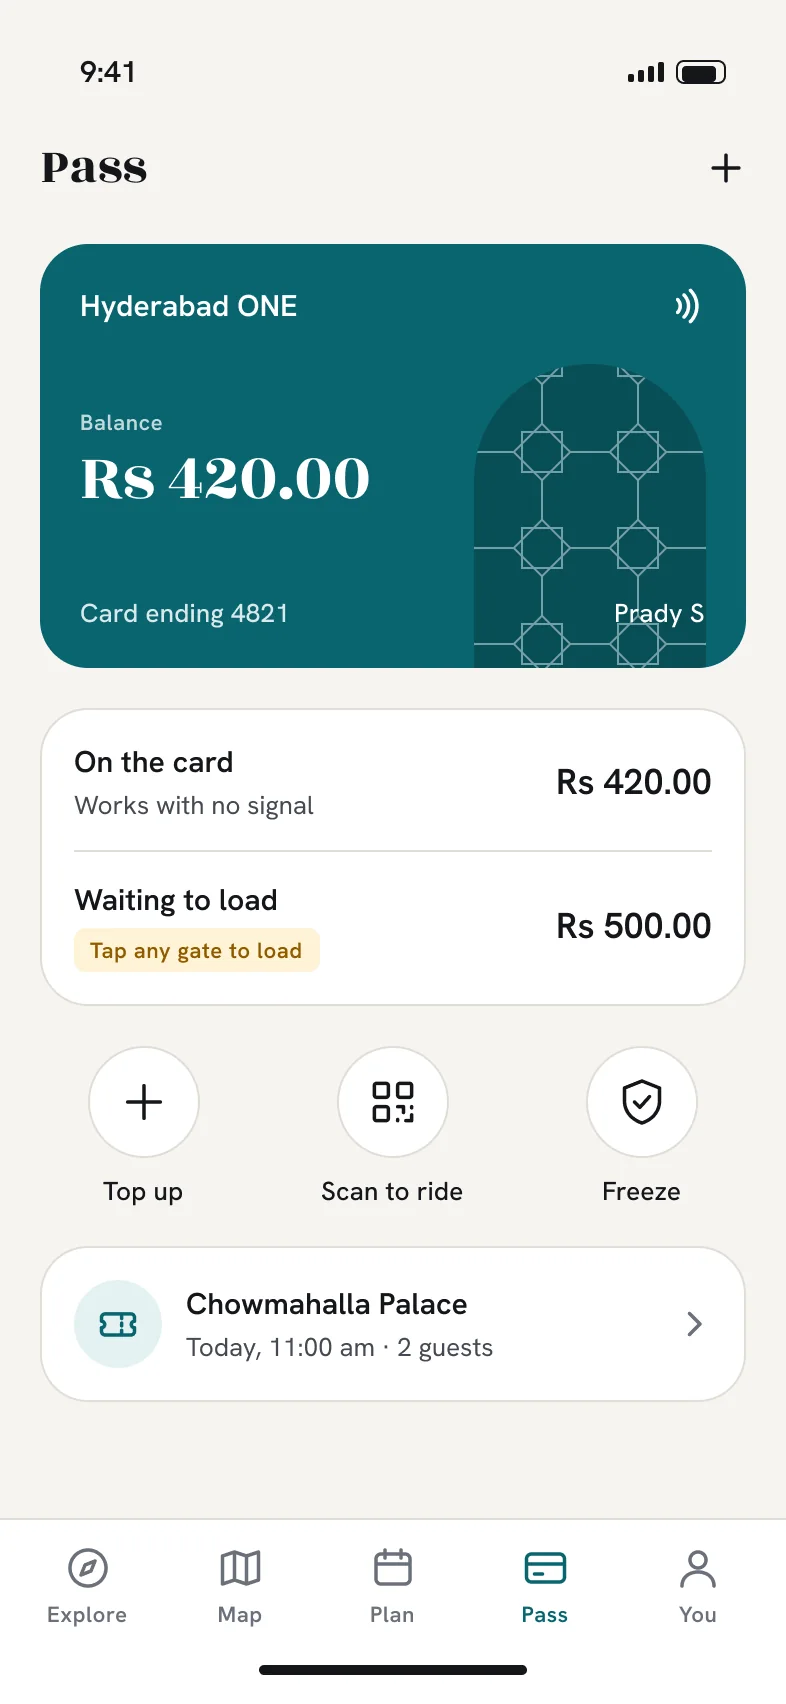 9:41
Pass
Hyderabad ONE
Balance
Rs 420.00
Card ending 4821
Prady S
On the card
Works with no signal
Rs 420.00
Waiting to load
Tap any gate to load
Rs 500.00
Top up
Scan to ride
Freeze
Chowmahalla Palace
Today, 11:00 am · 2 guests
Explore
Map
Plan
Pass
You